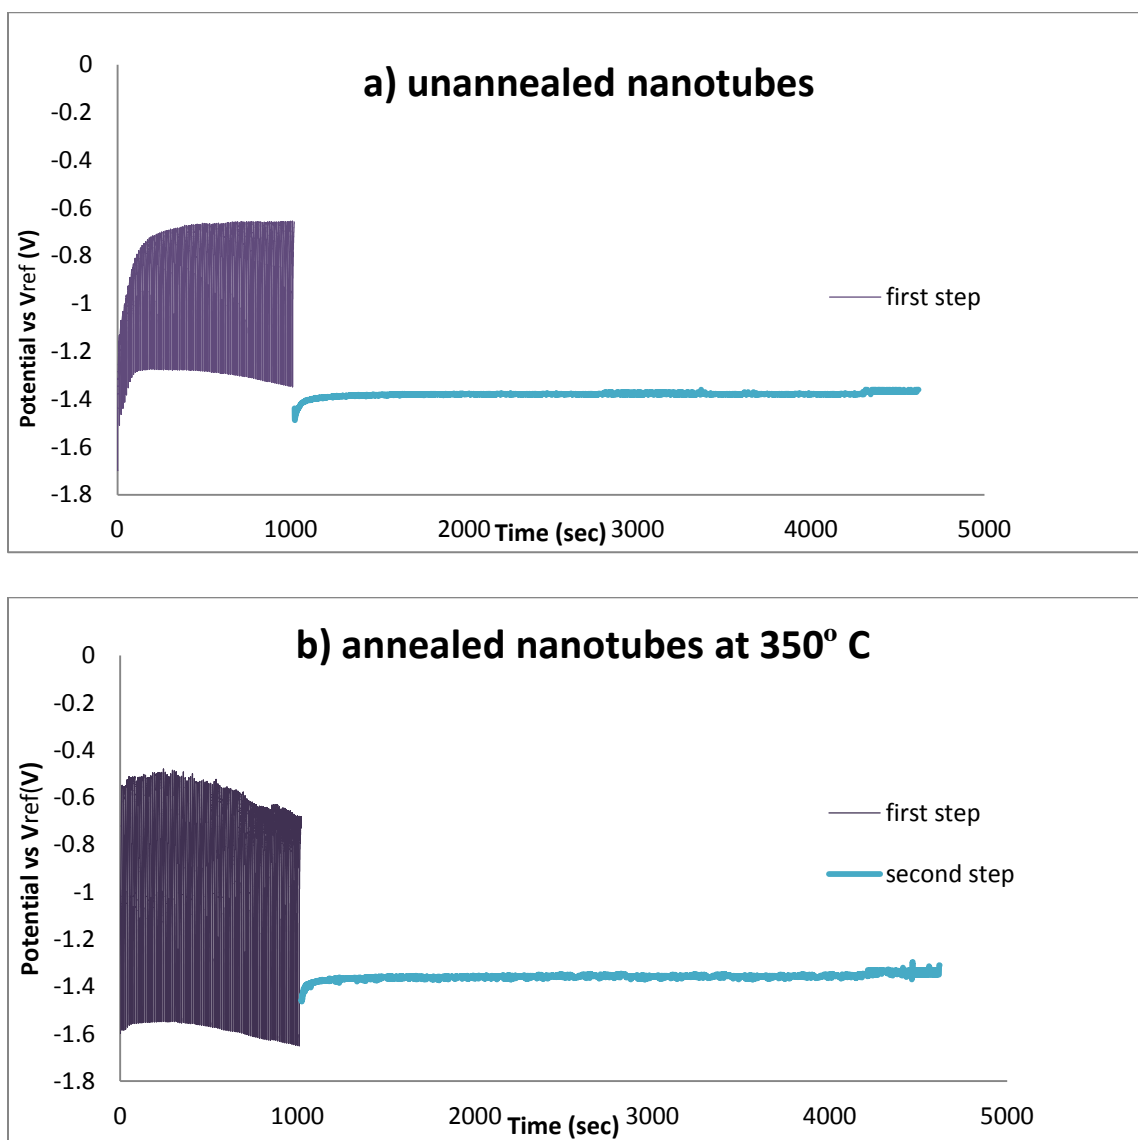 a) unannealed nanotubes
0
-0.2
-0.4
-0.6
-0.8
-1
-1.2
-1.4
-1.6
-1.8
Potential vs Vref (V)
first step
0 1000 2000 3000 4000 5000
Time (sec)
b) annealed nanotubes at 350º C
0
-0.2
-0.4
-0.6
-0.8
-1
-1.2
-1.4
-1.6
-1.8
Potential vs Vref(V)
first step
second step
0 1000 2000 3000 4000 5000
Time (sec)